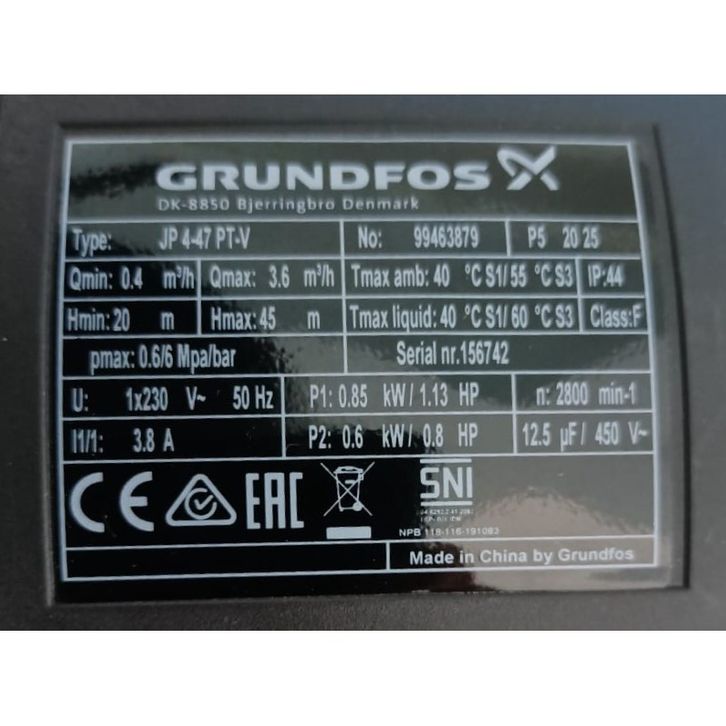 GRUNDFOS
DK-8850 Bjerringbro Denmark
Type: JP 4-47 PT-V No: 99463879 P5 20 25
Qmin: 0.4 m³/h Qmax: 3.6 m³/h Tmax amb: 40 °C S1/55 °C S3 IP:44
Hmin: 20 m Hmax: 45 m Tmax liquid: 40 °C S1/60 °C S3 Class:F
pmax: 0.6/6 Mpa/bar Serial nr.156742
U: 1x230 V~ 50 Hz P1: 0.85 kW / 1.13 HP n: 2800 min-1
I1/1: 3.8 A P2: 0.6 kW / 0.8 HP 12.5 µF / 450 V~
CE EAC SNI
NPB 118-116-191083
Made in China by Grundfos